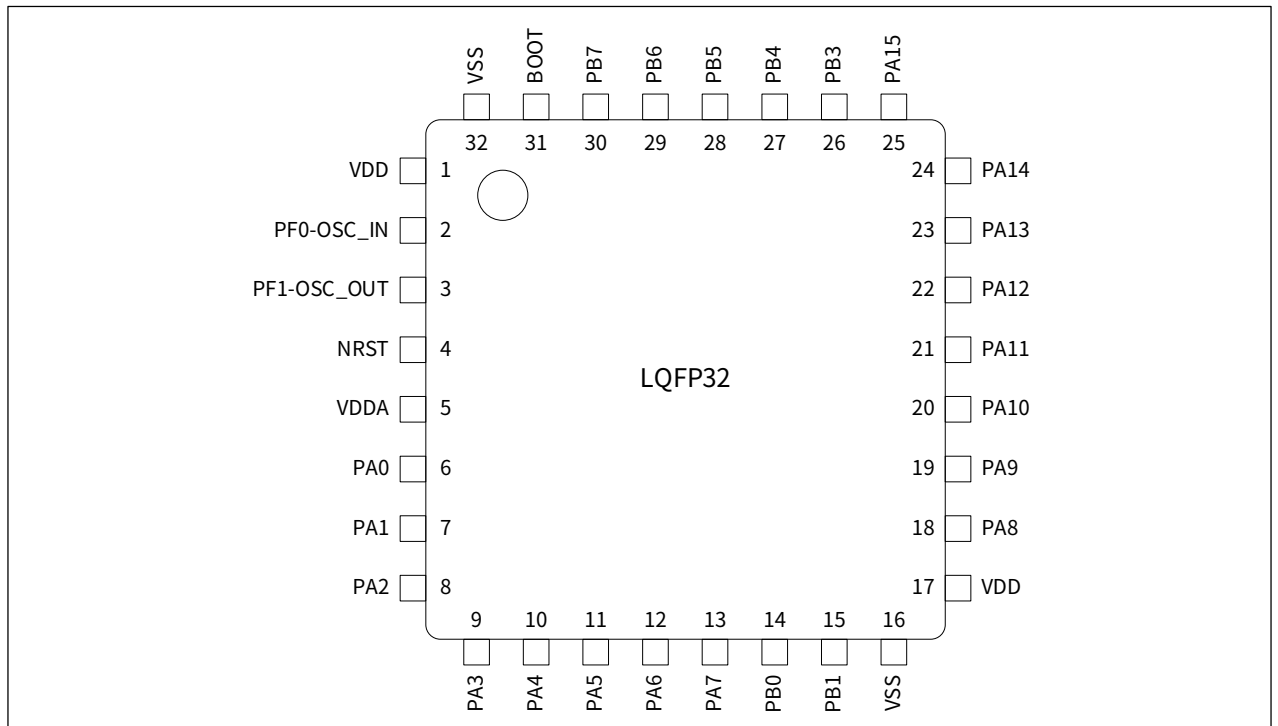 VSS BOOT PB7 PB6 PB5 PB4 PB3 PA15
32 31 30 29 28 27 26 25
VDD 1 24 PA14
PF0-OSC_IN 2 23 PA13
PF1-OSC_OUT 3 22 PA12
NRST 4 21 PA11
LQFP32
VDDA 5 20 PA10
PA0 6 19 PA9
PA1 7 18 PA8
PA2 8 17 VDD
9 10 11 12 13 14 15 16
PA3 PA4 PA5 PA6 PA7 PB0 PB1 VSS